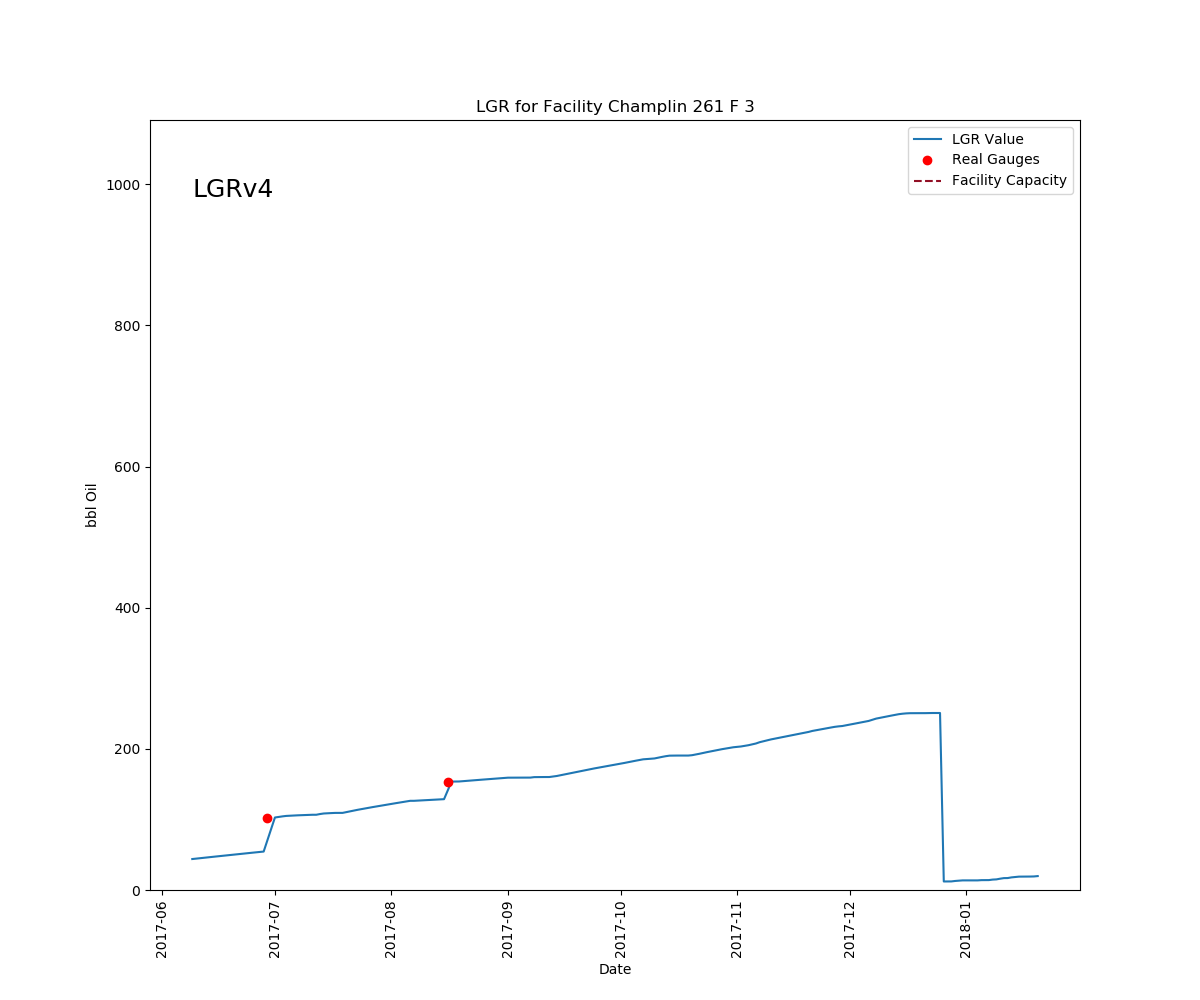 LGR for Facility Champlin 261 F 3
LGR Value
Real Gauges
Facility Capacity
LGRv4
1000
800
600
400
200
0
bbl Oil
2017-06
2017-07
2017-08
2017-09
2017-10
2017-11
2017-12
2018-01
Date